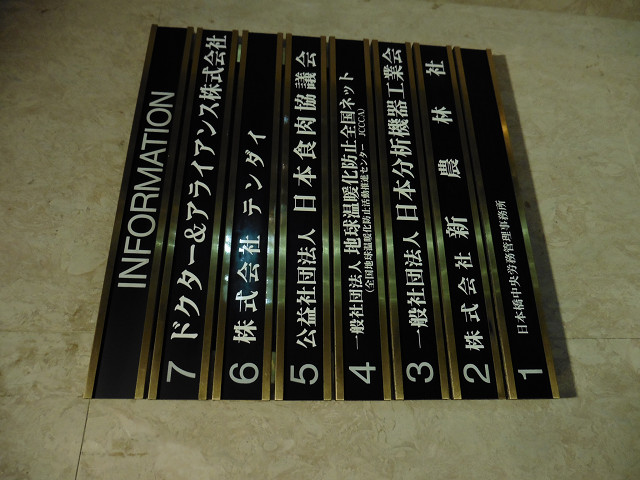 INFORMATION
7 ドクター&アライアンス株式会社
6 株式会社 テンダイ
5 公益社団法人 日本食肉協議会
4 一般社団法人 地球温暖化防止全国ネット
(全国地球温暖化防止活動推進センター JCCCA)
3 一般社団法人 日本分析機器工業会
2 株式会社 新農林社
1 日本橋中央労務管理事務所